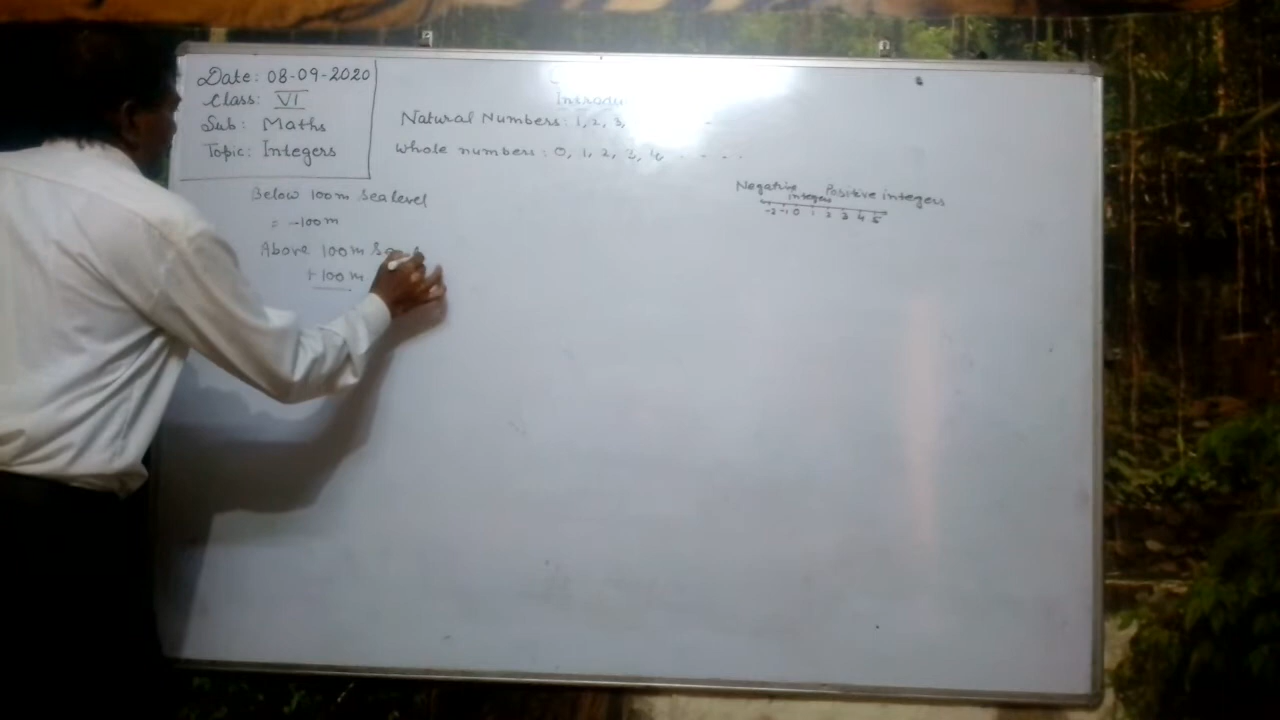 Date: 08-09-2020
Class: VI
Sub: Maths
Topic: Integers
Natural Numbers: 1, 2, 3,
Whole numbers: 0, 1, 2, 3, 4, . . . .
Below 100m Sea level
= -100m
Above 100m
+ 100 m
Negative integers
Positive integers
-2 -1 0 1 2 3 4 5